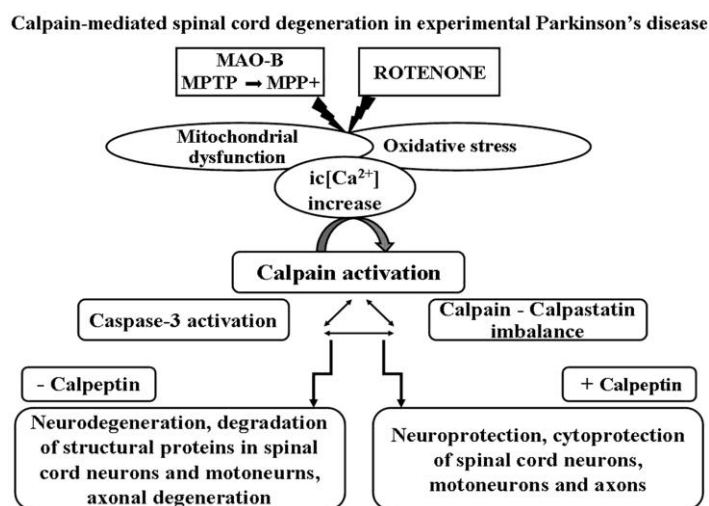 Calpain-mediated spinal cord degeneration in experimental Parkinson's disease
MAO-B
MPTP → MPP+
ROTENONE
Mitochondrial
dysfunction
Oxidative stress
ic[Ca²⁺]
increase
Calpain activation
Caspase-3 activation
Calpain - Calpastatin
imbalance
- Calpeptin
+ Calpeptin
Neurodegeneration, degradation
of structural proteins in spinal
cord neurons and motoneurns,
axonal degeneration
Neuroprotection, cytoprotection
of spinal cord neurons,
motoneurons and axons